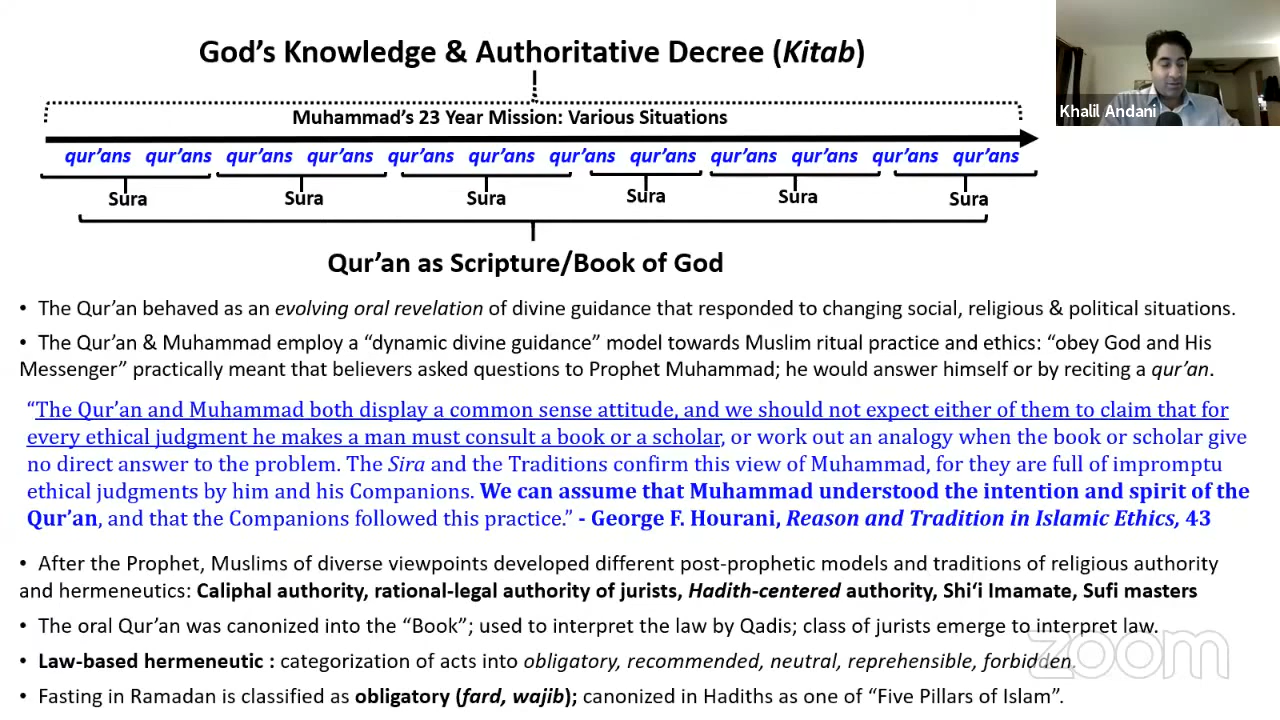 God's Knowledge & Authoritative Decree (Kitab)
Khalil Andani
Muhammad's 23 Year Mission: Various Situations
qur'ans qur'ans qur'ans qur'ans qur'ans qur'ans qur'ans qur'ans qur'ans qur'ans qur'ans qur'ans
Sura Sura Sura Sura Sura Sura
Qur'an as Scripture/Book of God
• The Qur'an behaved as an evolving oral revelation of divine guidance that responded to changing social, religious & political situations.
• The Qur'an & Muhammad employ a “dynamic divine guidance” model towards Muslim ritual practice and ethics: “obey God and His
Messenger” practically meant that believers asked questions to Prophet Muhammad; he would answer himself or by reciting a qur'an.
“The Qur'an and Muhammad both display a common sense attitude, and we should not expect either of them to claim that for
every ethical judgment he makes a man must consult a book or a scholar, or work out an analogy when the book or scholar give
no direct answer to the problem. The Sira and the Traditions confirm this view of Muhammad, for they are full of impromptu
ethical judgments by him and his Companions. We can assume that Muhammad understood the intention and spirit of the
Qur'an, and that the Companions followed this practice.” - George F. Hourani, Reason and Tradition in Islamic Ethics, 43
• After the Prophet, Muslims of diverse viewpoints developed different post-prophetic models and traditions of religious authority
and hermeneutics: Caliphal authority, rational-legal authority of jurists, Hadith-centered authority, Shi‘i Imamate, Sufi masters
• The oral Qur'an was canonized into the “Book”; used to interpret the law by Qadis; class of jurists emerge to interpret law.
• Law-based hermeneutic : categorization of acts into obligatory, recommended, neutral, reprehensible, forbidden.
zoom
• Fasting in Ramadan is classified as obligatory (fard, wajib); canonized in Hadiths as one of “Five Pillars of Islam”.